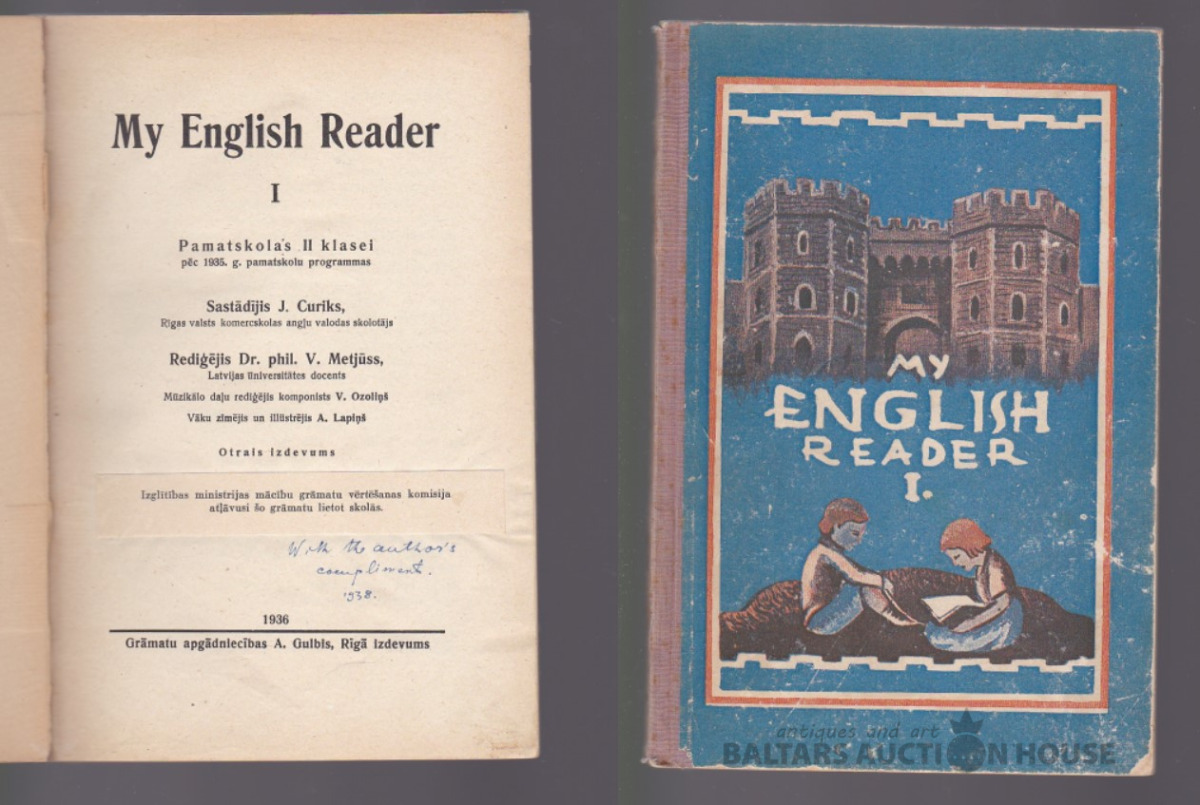 My English Reader
I
Pamatskolas II klasei
pēc 1935. g. pamatskolu programmas
Sastādījis J. Curiks,
Rīgas valsts komercskolas angļu valodas skolotājs
Rediģējis Dr. phil. V. Metjūss,
Latvijas ūniversitātes docents
Mūzikālo daļu rediģējis komponists V. Ozoliņš
Vāku zīmējis un illūstrējis A. Lapiņš
Otrais izdevums
Izglītības ministrijas mācību grāmatu vērtēšanas komisija
atļāvusi šo grāmatu lietot skolās.
With the author's
compliments.
1938.
1936
Grāmatu apgādniecības A. Gulbis, Rīgā izdevums
MY
ENGLISH
READER
I.
antiques and art
BALTARS AUCTION HOUSE